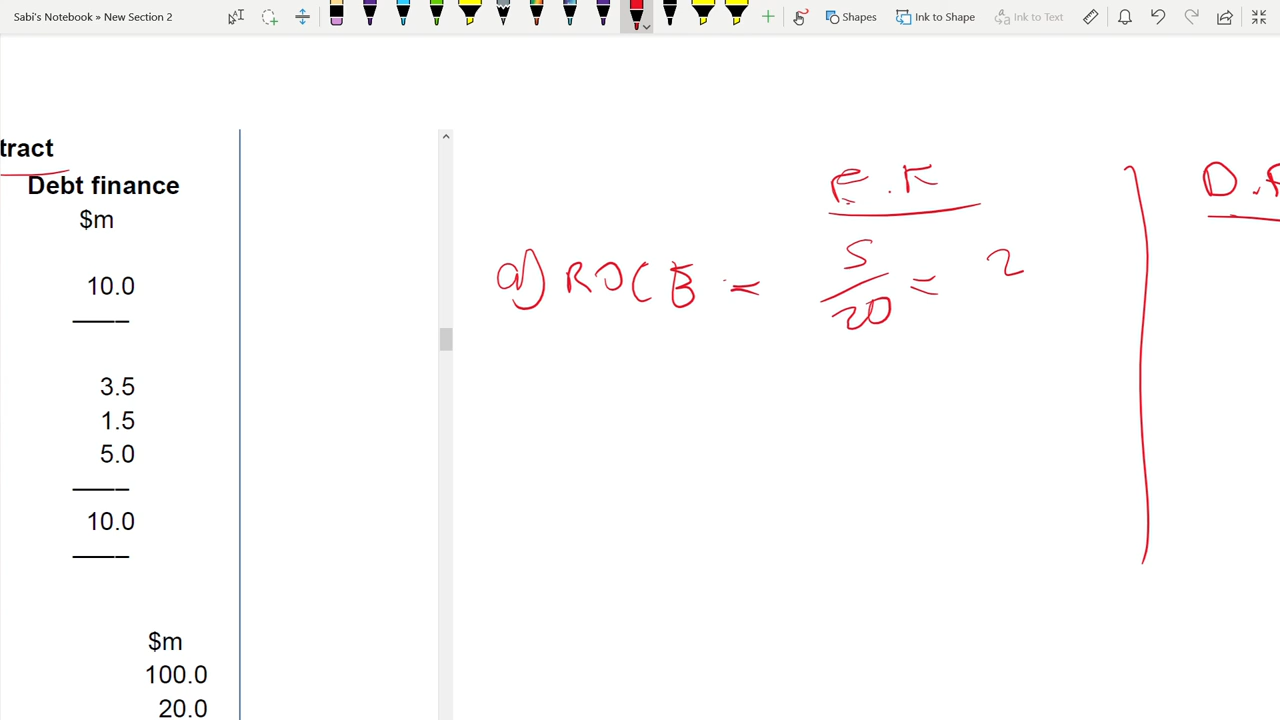 Sabi's Notebook » New Section 2
Shapes
Ink to Shape
Ink to Text
tract
Debt finance
$m
10.0
3.5
1.5
5.0
10.0
$m
100.0
20.0
D.F
a) ROCE = 5/20 = 2